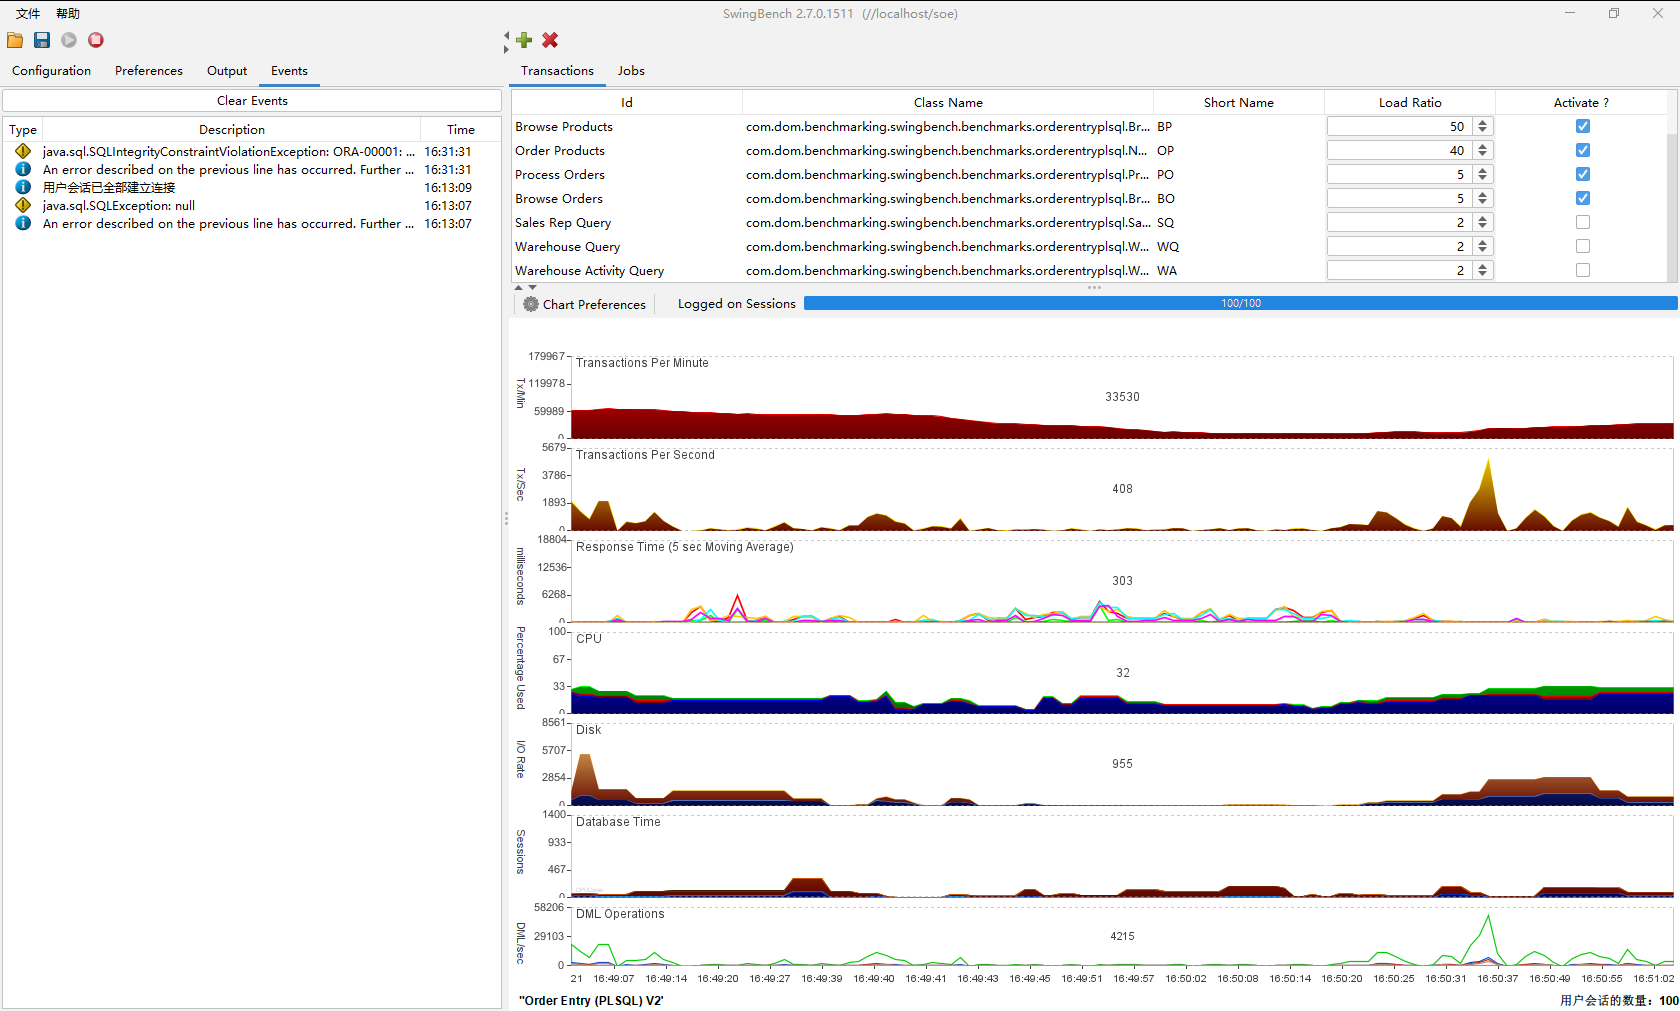 文件 帮助
SwingBench 2.7.0.1511 (//localhost/soe)
Configuration Preferences Output Events
Clear Events
Type Description Time
java.sql.SQLIntegrityConstraintViolationException: ORA-00001: ... 16:31:31
An error described on the previous line has occurred. Further ... 16:31:31
用户会话已全部建立连接 16:13:09
java.sql.SQLException: null 16:13:07
An error described on the previous line has occurred. Further ... 16:13:07
Transactions Jobs
Id Class Name Short Name Load Ratio Activate ?
Browse Products com.dom.benchmarking.swingbench.benchmarks.orderentryplsql.Br... BP 50
Order Products com.dom.benchmarking.swingbench.benchmarks.orderentryplsql.N... OP 40
Process Orders com.dom.benchmarking.swingbench.benchmarks.orderentryplsql.Pr... PO 5
Browse Orders com.dom.benchmarking.swingbench.benchmarks.orderentryplsql.Br... BO 5
Sales Rep Query com.dom.benchmarking.swingbench.benchmarks.orderentryplsql.Sa... SQ 2
Warehouse Query com.dom.benchmarking.swingbench.benchmarks.orderentryplsql.W... WQ 2
Warehouse Activity Query com.dom.benchmarking.swingbench.benchmarks.orderentryplsql.W... WA 2
Chart Preferences Logged on Sessions 100/100
Transactions Per Minute
Tx/Min
179967
119978
59989
0
33530
Transactions Per Second
Tx/Sec
5679
3786
1893
0
408
Response Time (5 sec Moving Average)
milliseconds
18804
12536
6268
0
303
CPU
Percentage Used
100
67
33
0
32
Disk
I/O Rate
8561
5707
2854
0
955
Database Time
Sessions
1400
933
467
0
DML Operations
DML/sec
58206
29103
0
4215
21 16:49:07 16:49:14 16:49:20 16:49:27 16:49:39 16:49:40 16:49:41 16:49:43 16:49:45 16:49:51 16:49:57 16:50:02 16:50:08 16:50:14 16:50:20 16:50:25 16:50:31 16:50:37 16:50:49 16:50:55 16:51:02
"Order Entry (PLSQL) V2'
用户会话的数量：100